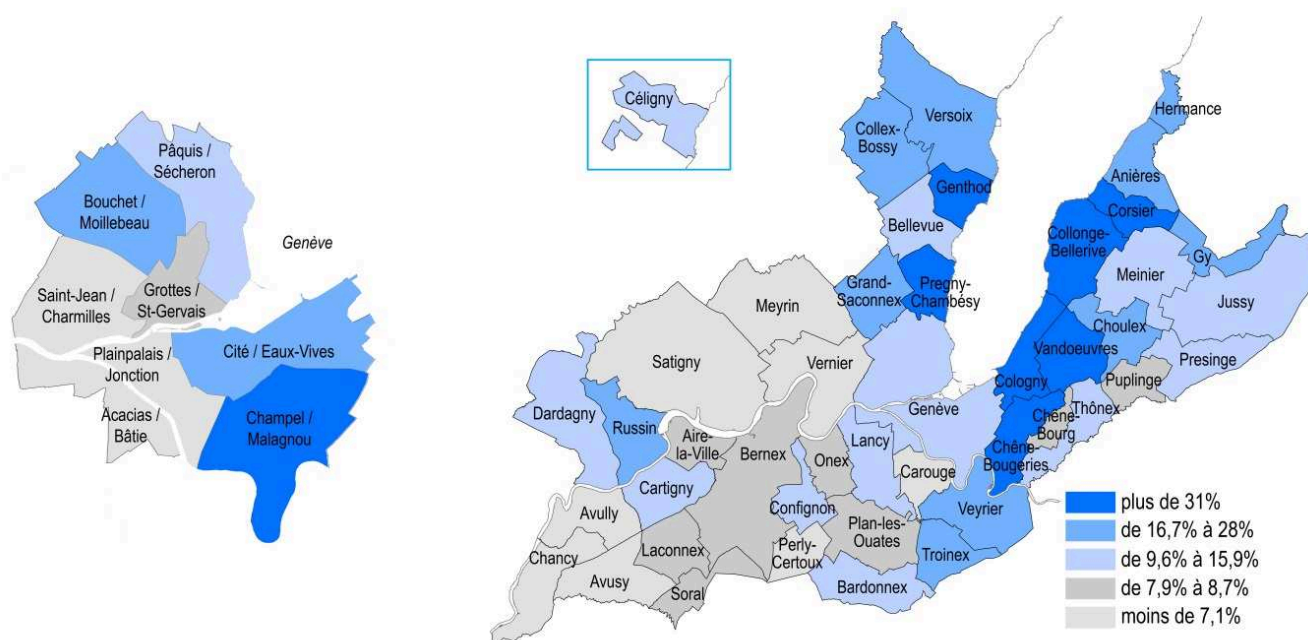 Pâquis /
Sécheron
Bouchet /
Moillebeau
Genève
Saint-Jean /
Charmilles
Grottes /
St-Gervais
Plainpalais /
Jonction
Cité / Eaux-Vives
Acacias /
Bâtie
Champel /
Malagnou
Céligny
Versoix
Collex-
Bossy
Hermance
Genthod
Anières
Bellevue
Corsier
Collonge-
Bellerive
Gy
Meinier
Grand-
Saconnex
Pregny-
Chambésy
Jussy
Meyrin
Choulex
Satigny
Vernier
Vandoeuvres
Presinge
Cologny
Puplinge
Dardagny
Russin
Genève
Thônex
Chêne-
Bourg
Aire-
la-Ville
Bernex
Onex
Lancy
Carouge
Chêne-
Bougeries
Cartigny
Confignon
Veyrier
Avully
Plan-les-
Ouates
Chancy
Laconnex
Perly-
Certoux
Troinex
Avusy
Soral
Bardonnex
plus de 31%
de 16,7% à 28%
de 9,6% à 15,9%
de 7,9% à 8,7%
moins de 7,1%